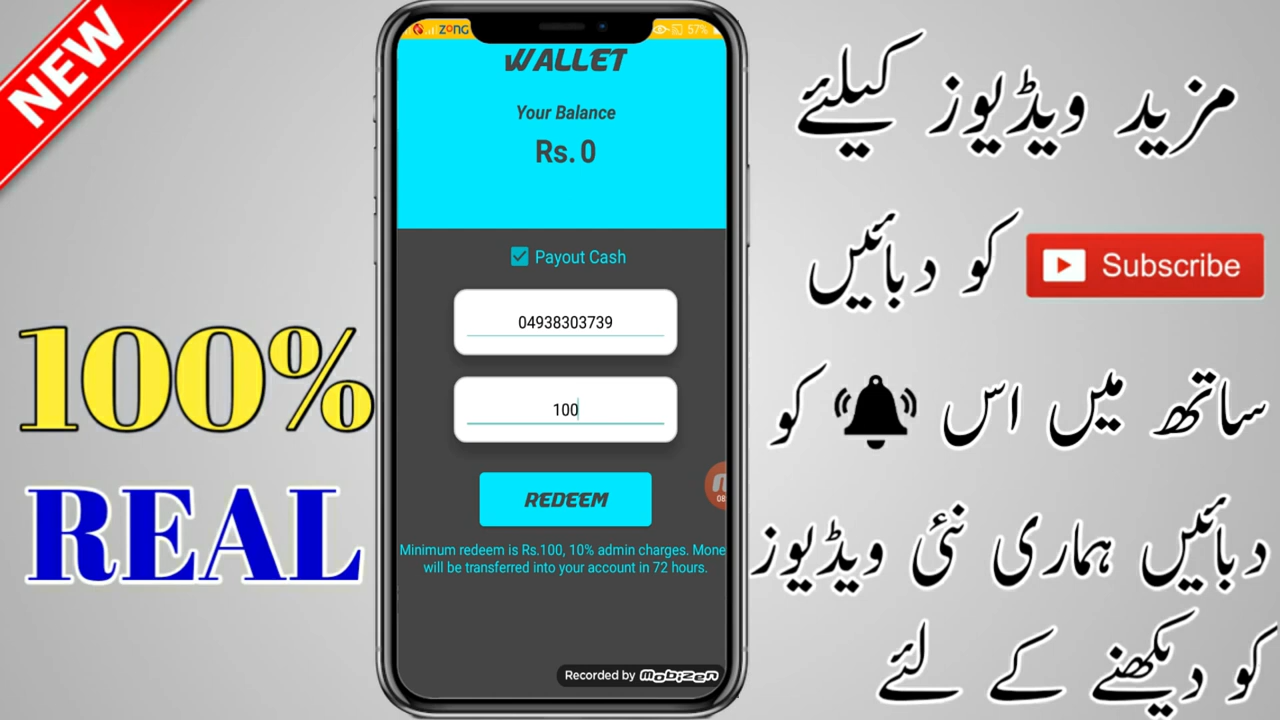 NEW
100%
REAL
ZONG
57%
WALLET
Your Balance
Rs. 0
Payout Cash
04938303739
100
08
REDEEM
Minimum redeem is Rs.100, 10% admin charges. Mone
will be transferred into your account in 72 hours.
Recorded by mobizen
مزید ویڈیوز کیلئے
Subscribe کو دبائیں
ساتھ میں اس کو
دبائیں ہماری نئی ویڈیوز
کو دیکھنے کے لئے